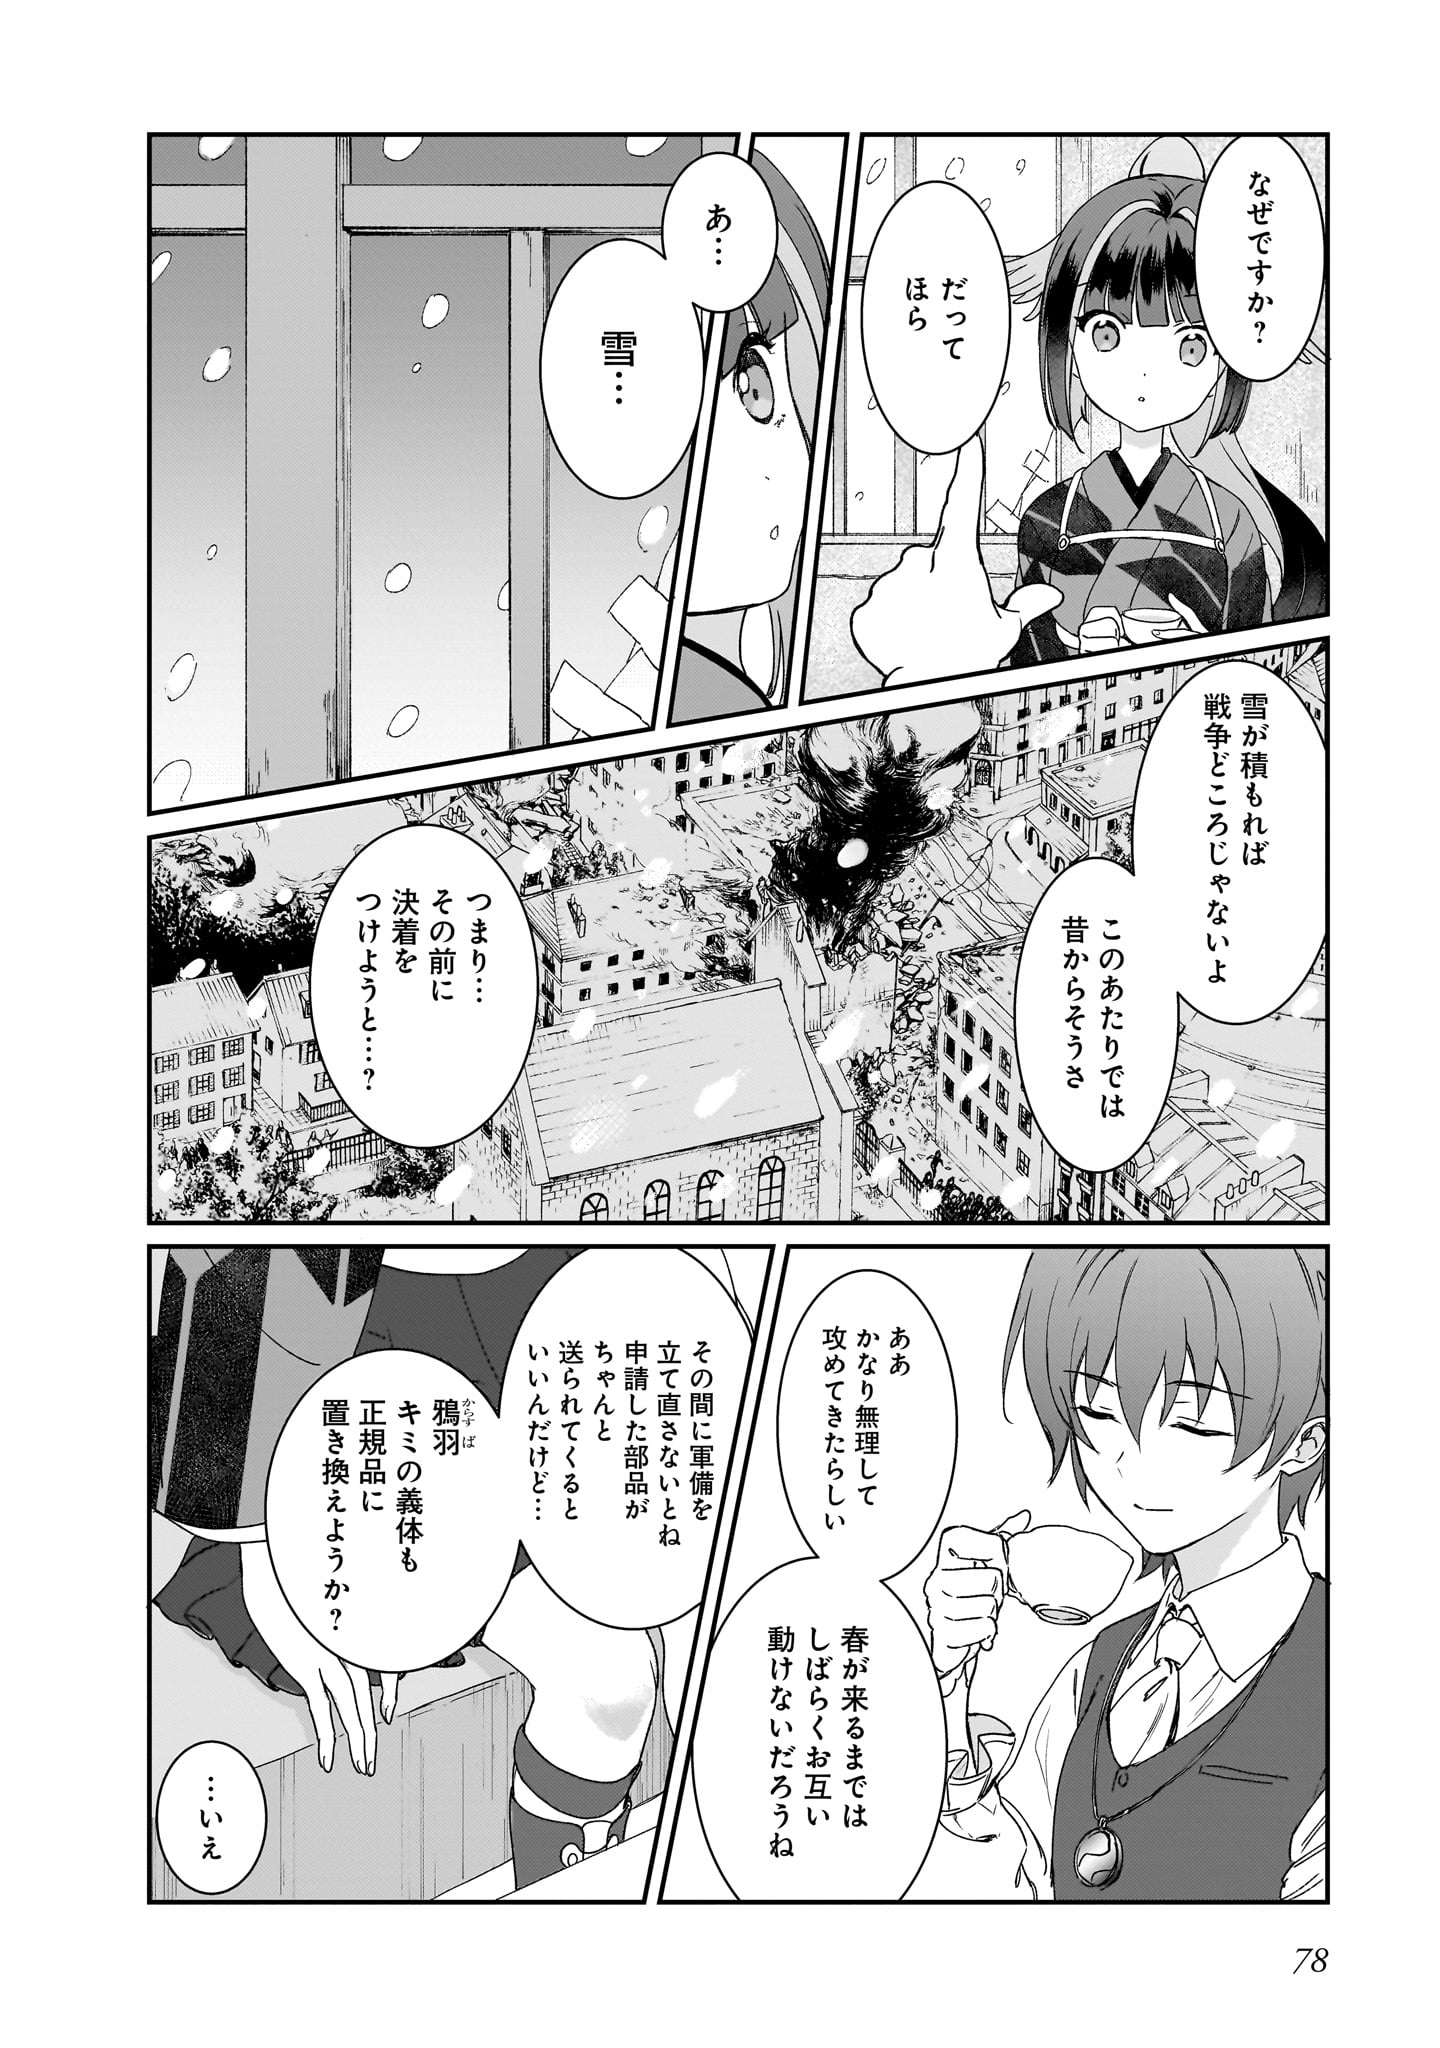 なぜですか？
だって
ほら
あ…
雪…
雪が積もれば
戦争どころじゃないよ
このあたりでは
昔からそうさ
つまり…
その前に
決着を
つけようと…？
ああ
かなり無理して
攻めてきたらしい
春が来るまでは
しばらくお互い
動けないだろうね
その間に軍備を
立て直さないとね
申請した部品が
ちゃんと
送られてくると
いいんだけど…
鴉羽
からすば
キミの義体も
正規品に
置き換えようか？
…いえ
78